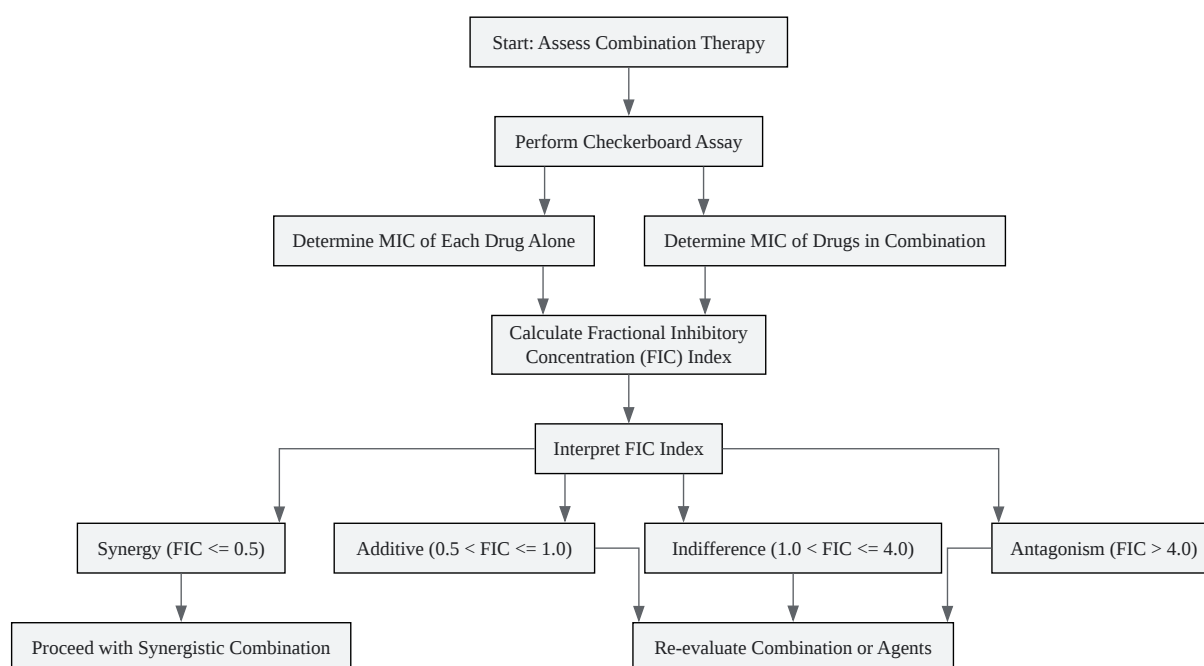 Start: Assess Combination Therapy
Perform Checkerboard Assay
Determine MIC of Each Drug Alone
Determine MIC of Drugs in Combination
Calculate Fractional Inhibitory
Concentration (FIC) Index
Interpret FIC Index
Synergy (FIC <= 0.5)
Additive (0.5 < FIC <= 1.0)
Indifference (1.0 < FIC <= 4.0)
Antagonism (FIC > 4.0)
Proceed with Synergistic Combination
Re-evaluate Combination or Agents